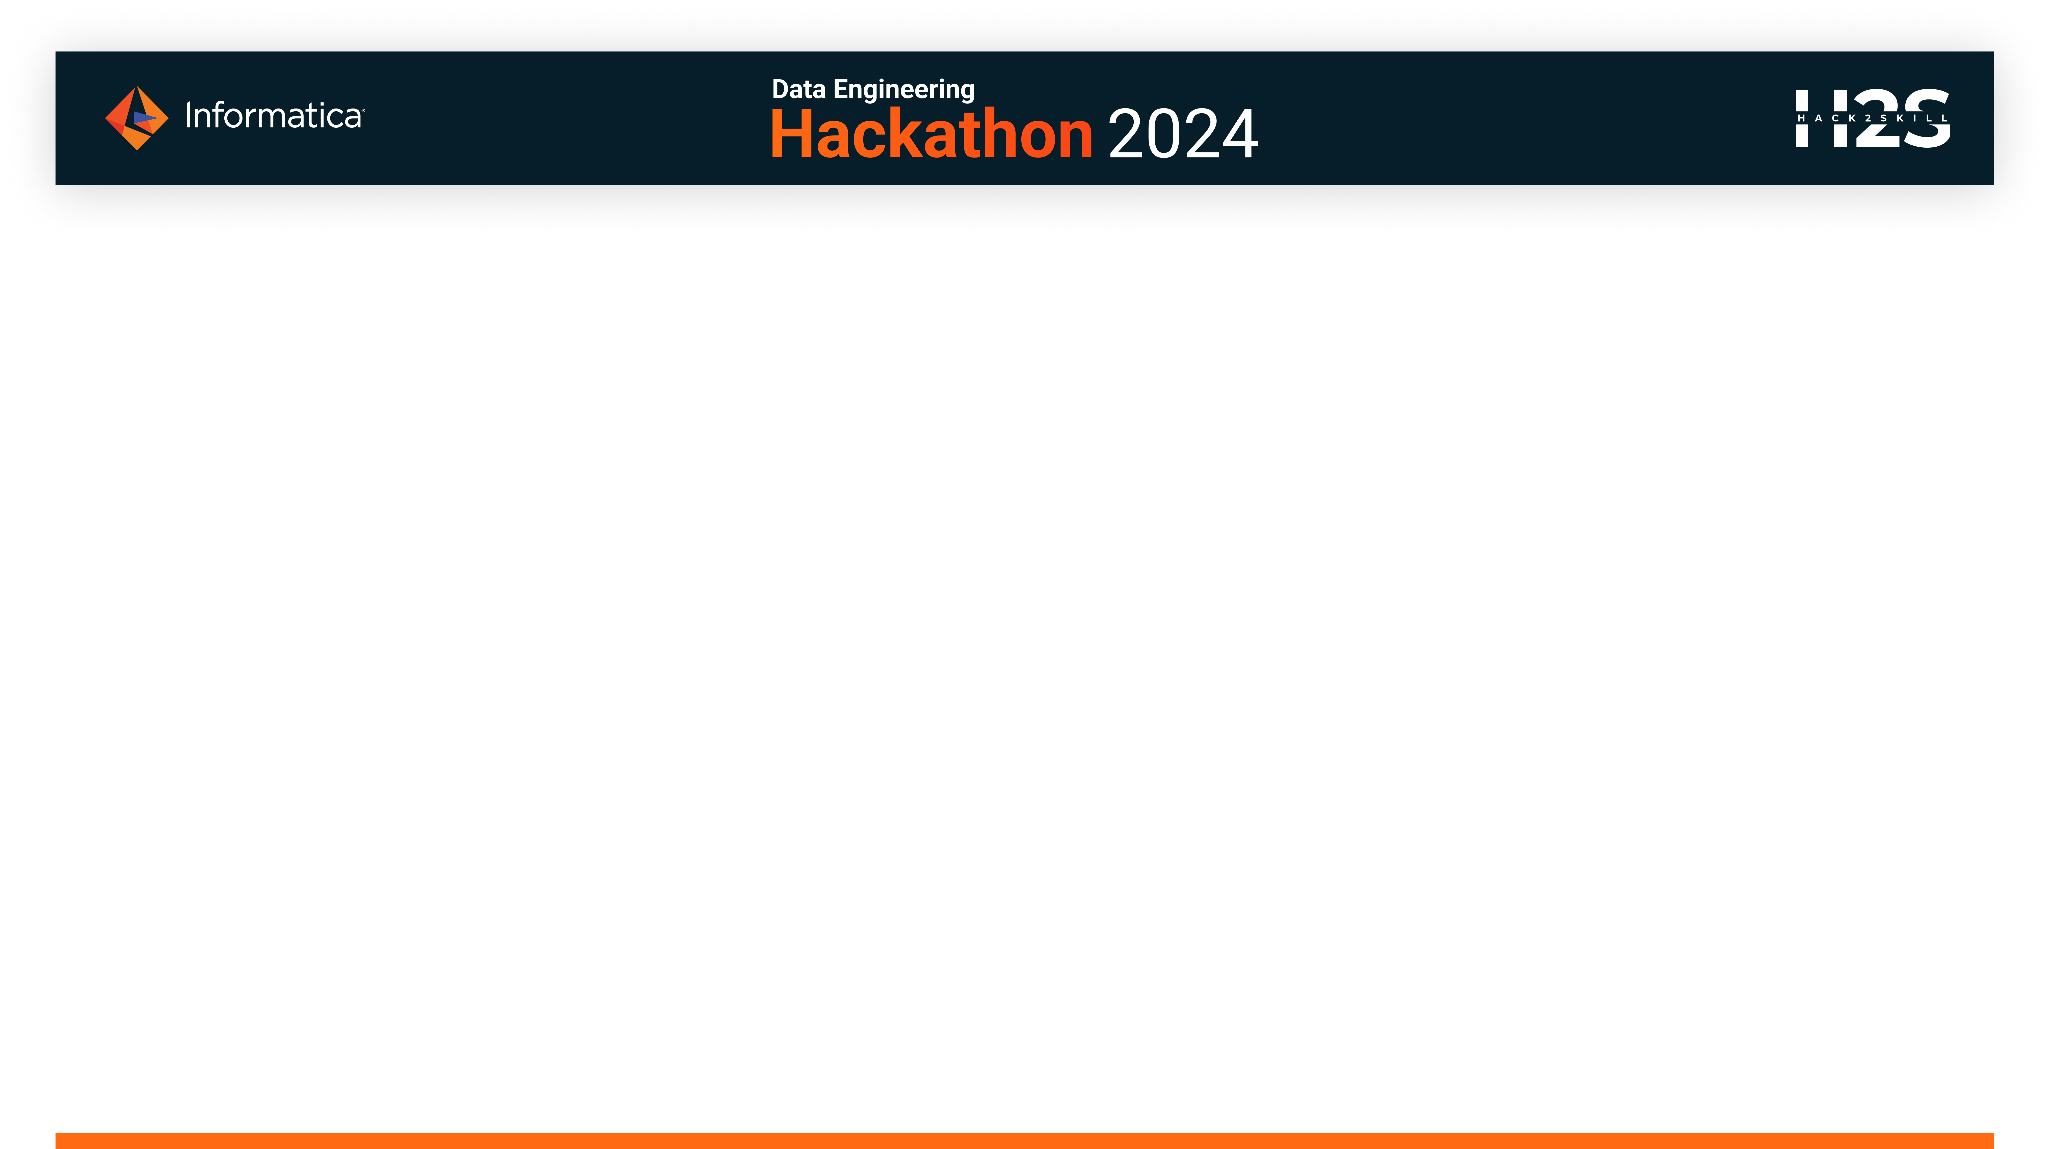 Informatica
Data Engineering
Hackathon 2024
H2S
HACK2SKILL